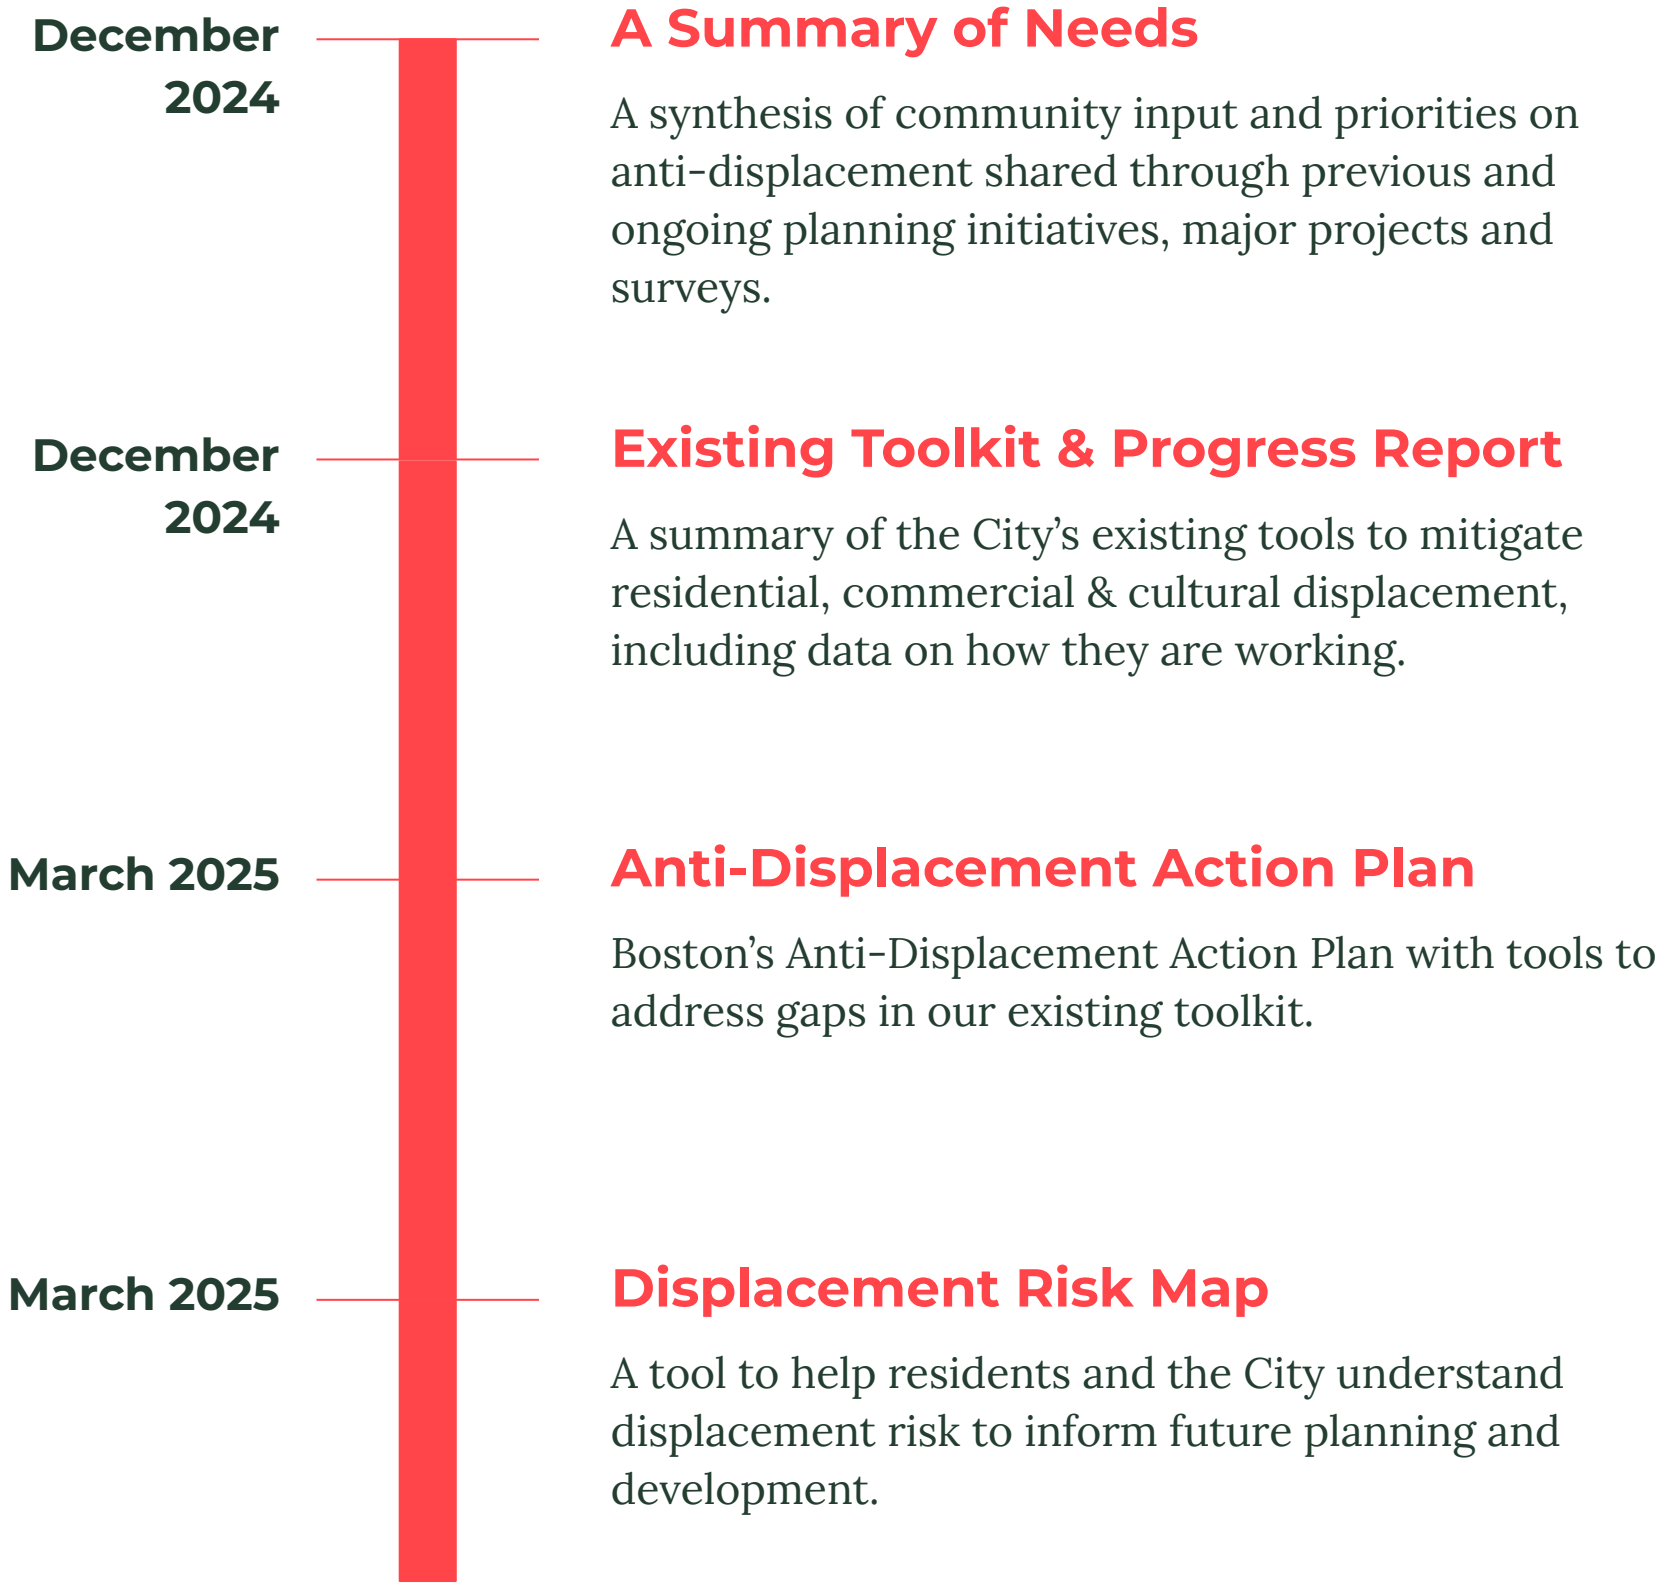 December
2024
A Summary of Needs
A synthesis of community input and priorities on
anti-displacement shared through previous and
ongoing planning initiatives, major projects and
surveys.
December
2024
Existing Toolkit & Progress Report
A summary of the City’s existing tools to mitigate
residential, commercial & cultural displacement,
including data on how they are working.
March 2025
Anti-Displacement Action Plan
Boston’s Anti-Displacement Action Plan with tools to
address gaps in our existing toolkit.
March 2025
Displacement Risk Map
A tool to help residents and the City understand
displacement risk to inform future planning and
development.